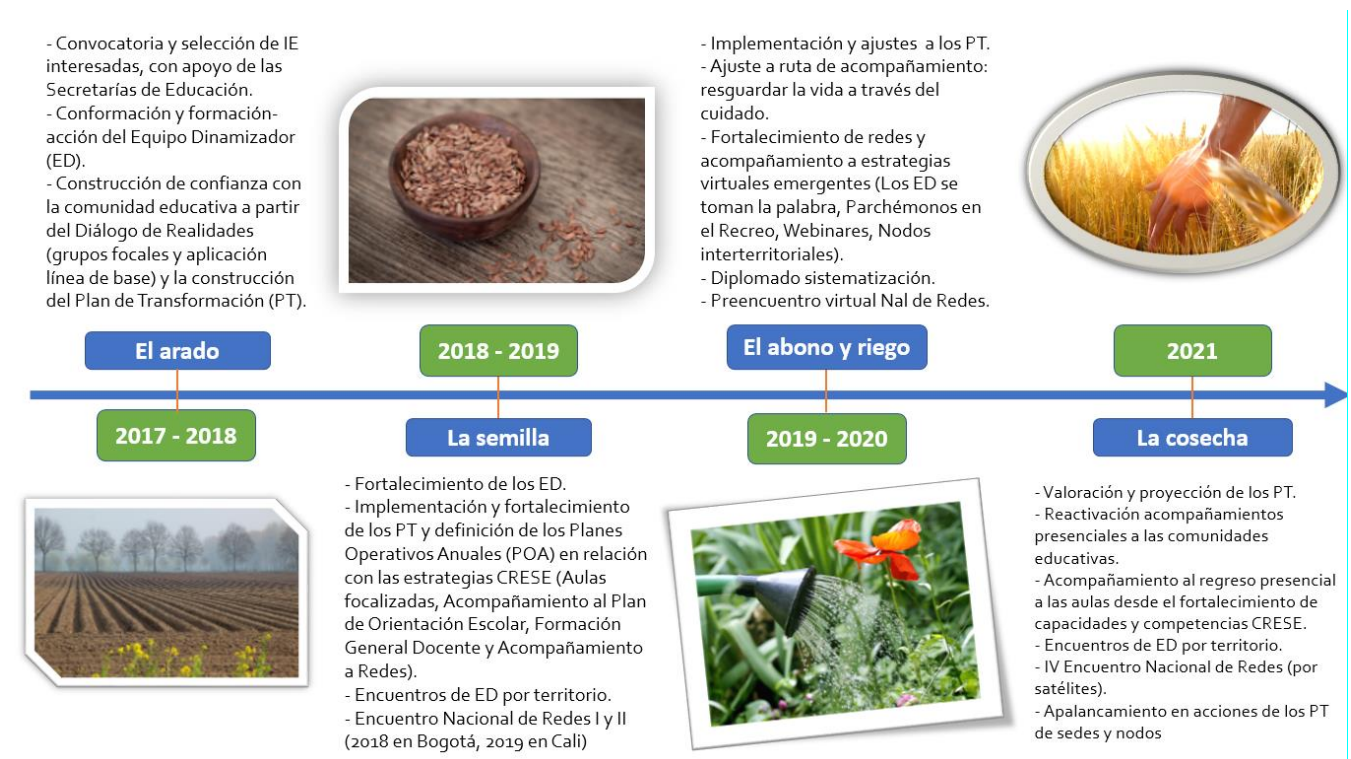 - Convocatoria y selección de IE
interesadas, con apoyo de las
Secretarías de Educación.
- Conformación y formación-
acción del Equipo Dinamizador
(ED).
- Construcción de confianza con
la comunidad educativa a partir
del Diálogo de Realidades
(grupos focales y aplicación
línea de base) y la construcción
del Plan de Transformación (PT).
El arado
2017 - 2018
2018 - 2019
La semilla
- Fortalecimiento de los ED.
- Implementación y fortalecimiento
de los PT y definición de los Planes
Operativos Anuales (POA) en relación
con las estrategias CRESE (Aulas
focalizadas, Acompañamiento al Plan
de Orientación Escolar, Formación
General Docente y Acompañamiento
a Redes).
- Encuentros de ED por territorio.
- Encuentro Nacional de Redes I y II
(2018 en Bogotá, 2019 en Cali)
- Implementación y ajustes a los PT.
- Ajuste a ruta de acompañamiento:
resguardar la vida a través del
cuidado.
- Fortalecimiento de redes y
acompañamiento a estrategias
virtuales emergentes (Los ED se
toman la palabra, Parchémonos en
el Recreo, Webinares, Nodos
interterritoriales).
- Diplomado sistematización.
- Preencuentro virtual Nal de Redes.
El abono y riego
2019 - 2020
2021
La cosecha
- Valoración y proyección de los PT.
- Reactivación acompañamientos
presenciales a las comunidades
educativas.
- Acompañamiento al regreso presencial
a las aulas desde el fortalecimiento de
capacidades y competencias CRESE.
- Encuentros de ED por territorio.
- IV Encuentro Nacional de Redes (por
satélites).
- Apalancamiento en acciones de los PT
de sedes y nodos